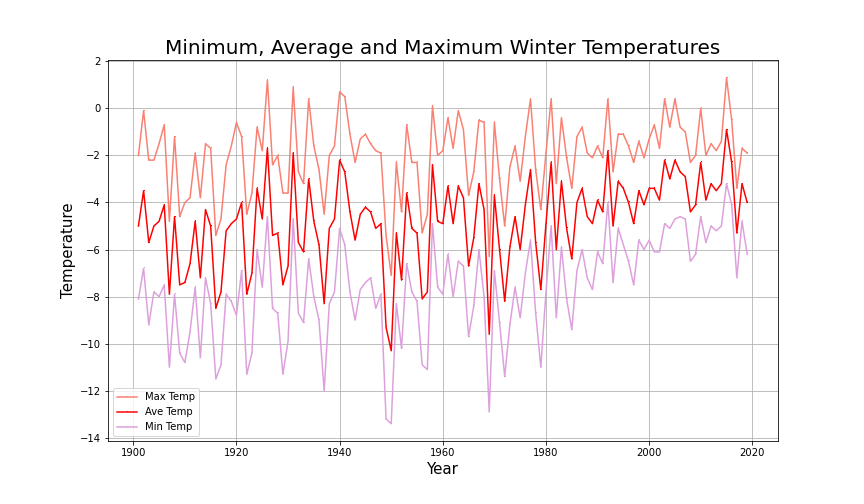 Minimum, Average and Maximum Winter Temperatures
2
0
−2
−4
−6
−8
−10
−12
−14
Temperature
Max Temp
Ave Temp
Min Temp
1900 1920 1940 1960 1980 2000 2020
Year